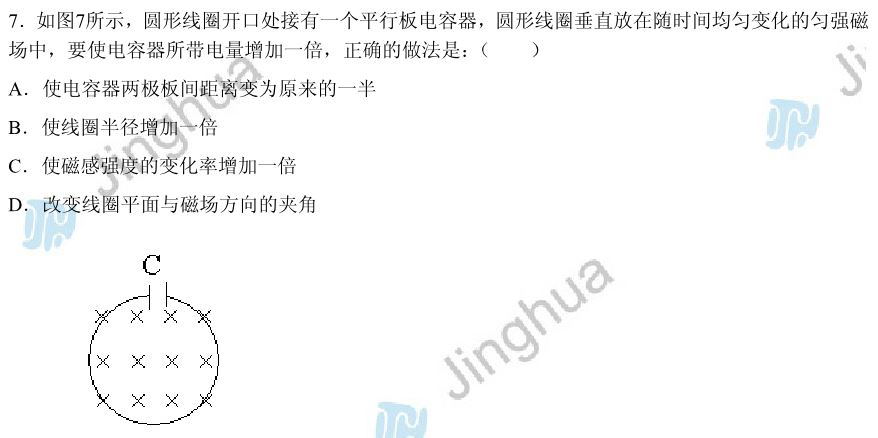 7．如图7所示，圆形线圈开口处接有一个平行板电容器，圆形线圈垂直放在随时间均匀变化的匀强磁
场中，要使电容器所带电量增加一倍，正确的做法是：（　　）
A．使电容器两极板间距离变为原来的一半
B．使线圈半径增加一倍
C．使磁感强度的变化率增加一倍
D．改变线圈平面与磁场方向的夹角
C
Jinghua
Jinghua
Ji